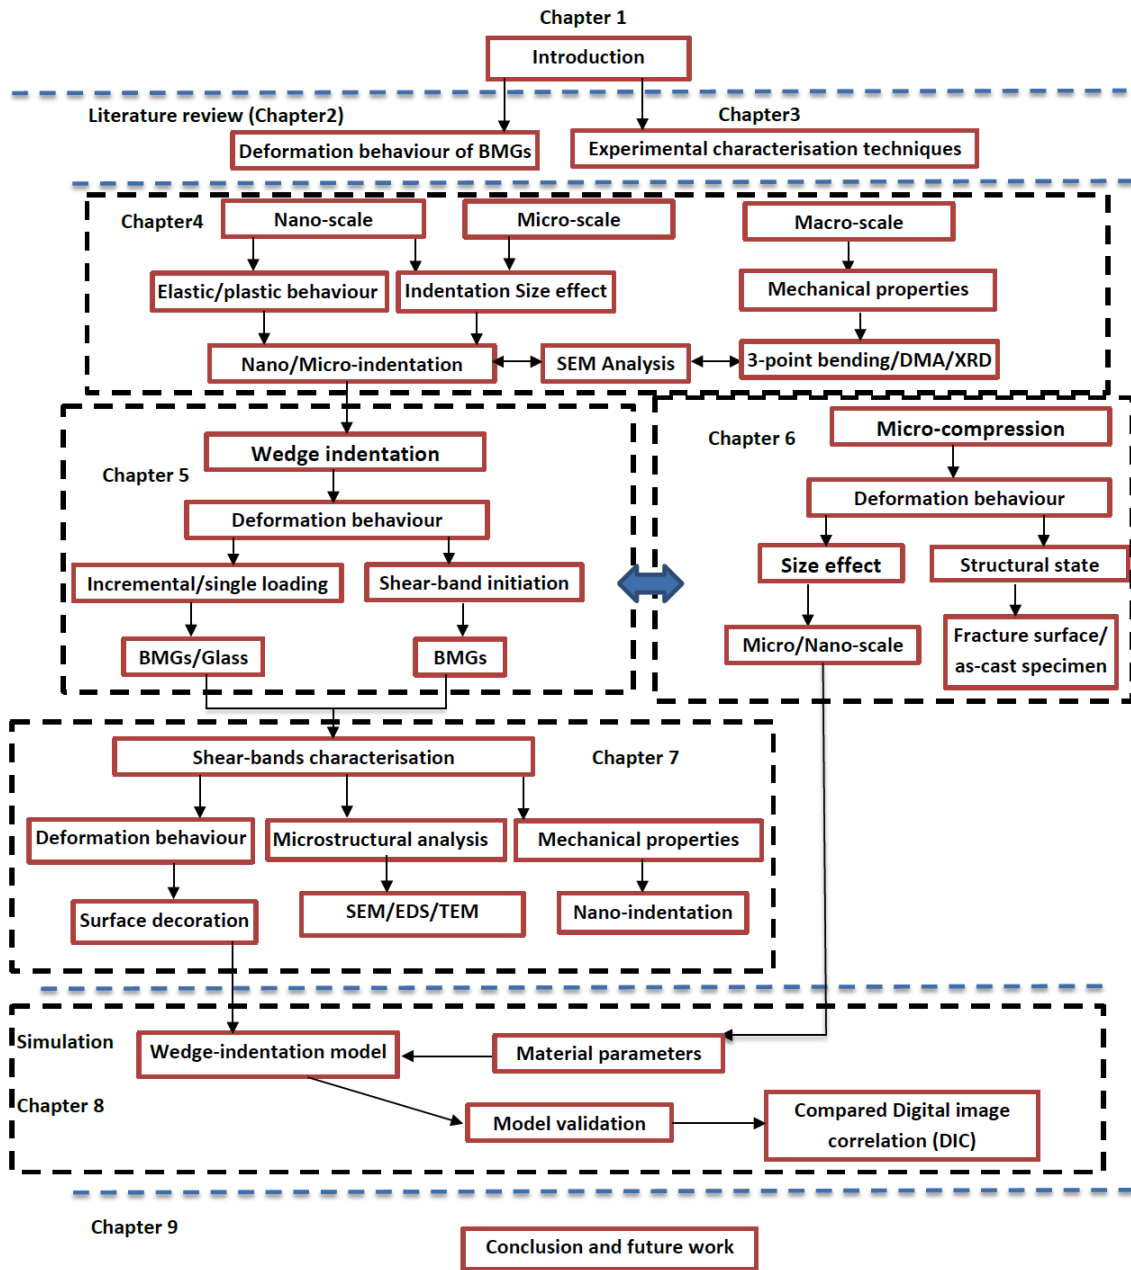 Chapter 1
Introduction
Literature review (Chapter2)
Chapter3
Deformation behaviour of BMGs
Experimental characterisation techniques
Chapter4
Nano-scale
Micro-scale
Macro-scale
Elastic/plastic behaviour
Indentation Size effect
Mechanical properties
Nano/Micro-indentation
SEM Analysis
3-point bending/DMA/XRD
Chapter 5
Wedge indentation
Deformation behaviour
Incremental/single loading
Shear-band initiation
BMGs/Glass
BMGs
Chapter 6
Micro-compression
Deformation behaviour
Size effect
Structural state
Micro/Nano-scale
Fracture surface/
as-cast specimen
Shear-bands characterisation
Chapter 7
Deformation behaviour
Microstructural analysis
Mechanical properties
Surface decoration
SEM/EDS/TEM
Nano-indentation
Simulation
Wedge-indentation model
Material parameters
Chapter 8
Model validation
Compared Digital image
correlation (DIC)
Chapter 9
Conclusion and future work